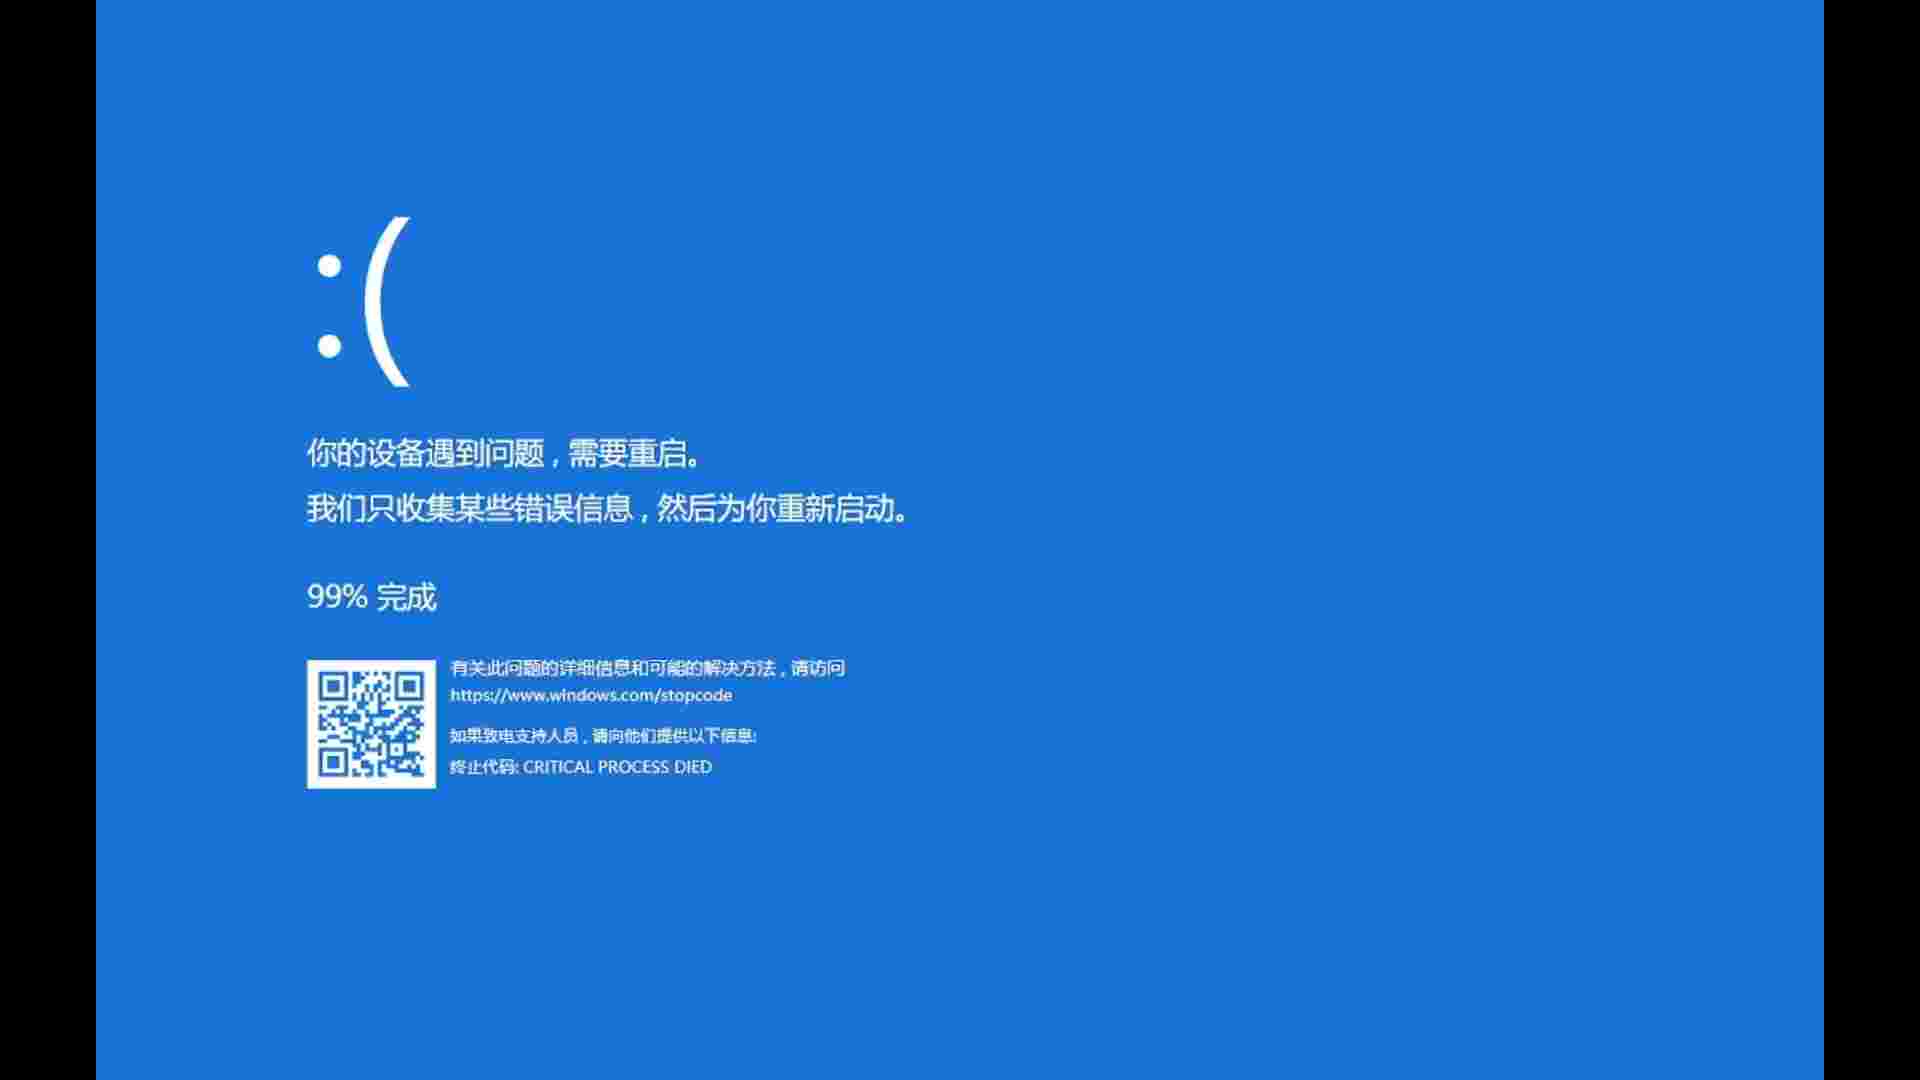 :(
你的设备遇到问题，需要重启。
我们只收集某些错误信息，然后为你重新启动。
99% 完成
有关此问题的详细信息和可能的解决方法，请访问
https://www.windows.com/stopcode
如果致电支持人员，请向他们提供以下信息:
终止代码: CRITICAL PROCESS DIED